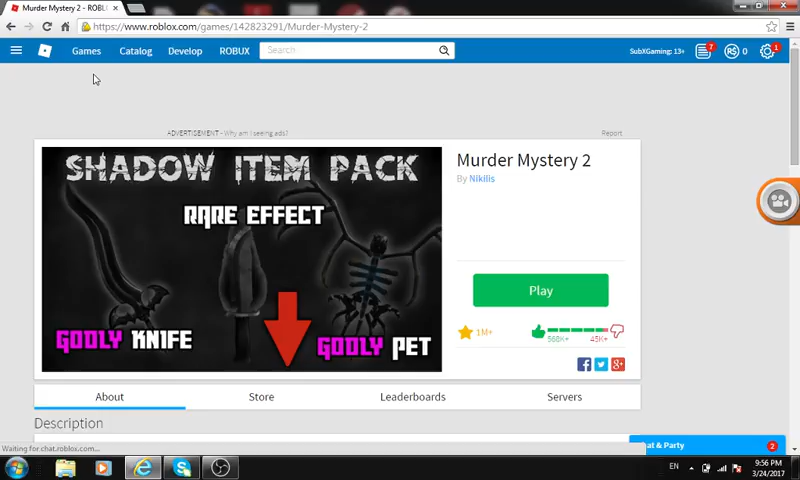 Murder Mystery 2 - ROBL
https://www.roblox.com/games/142823291/Murder-Mystery-2
Games Catalog Develop ROBUX Search SubXGaming: 13+ 7 R$ 0 1
ADVERTISEMENT - Why am I seeing ads? Report
SHADOW ITEM PACK
RARE EFFECT
GODLY KNIFE
GODLY PET
Murder Mystery 2
By Nikilis
Play
1M+
568K+ 45K+
About Store Leaderboards Servers
Description
Waiting for chat.roblox.com...
hat & Party 2
EN
9:56 PM
3/24/2017